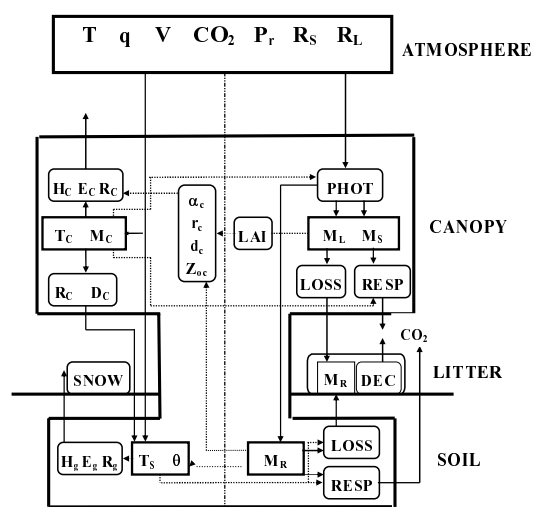 T q V CO₂ Pr RS RL
ATMOSPHERE
HC EC RC
αc
rc
dc
Zoc
PHOT
TC MC
LAI
ML MS
CANOPY
RC DC
LOSS
RESP
CO₂
SNOW
MR
DEC
LITTER
Hg Eg Rg
TS θ
MR
LOSS
RESP
SOIL